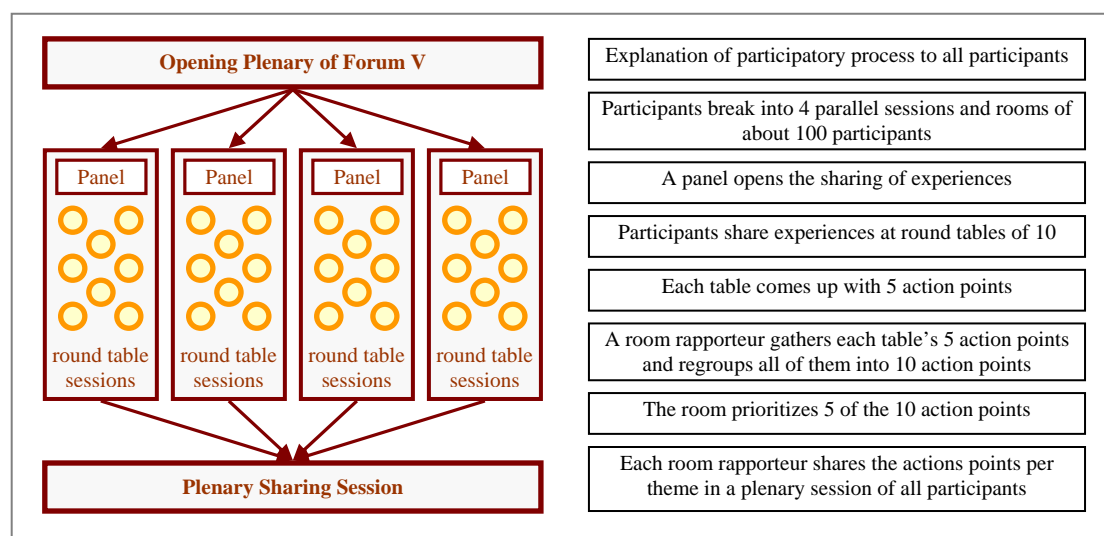 Opening Plenary of Forum V
Panel
Panel
Panel
Panel
round table
sessions
round table
sessions
round table
sessions
round table
sessions
Plenary Sharing Session
Explanation of participatory process to all participants
Participants break into 4 parallel sessions and rooms of
about 100 participants
A panel opens the sharing of experiences
Participants share experiences at round tables of 10
Each table comes up with 5 action points
A room rapporteur gathers each table’s 5 action points
and regroups all of them into 10 action points
The room prioritizes 5 of the 10 action points
Each room rapporteur shares the actions points per
theme in a plenary session of all participants